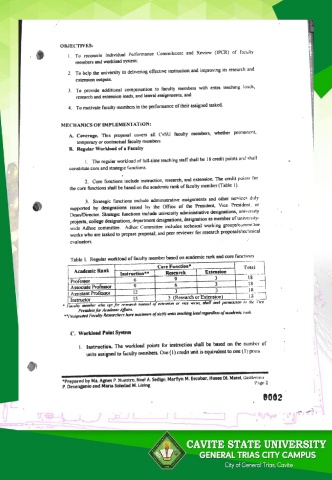 OBJECTIVES:
1. To reconcile Individual Performance Commitment and Review (IPCR) of faculty
members and workload system;
2. To help the university in delivering effective instruction and improving its research and
extension outputs;
3. To provide additional compensation to faculty members with extra teaching loads,
research and extension loads, and lateral assignments; and
4. To motivate faculty members in the performance of their assigned tasked.
MECHANICS OF IMPLEMENTATION:
A. Coverage. This proposal covers all CvSU faculty members, whether permanent,
temporary or contractual faculty members
B. Regular Workload of a Faculty
1. The regular workload of full-time teaching staff shall be 18 credit points and shall
constitute core and strategic functions.
2. Core functions include instruction, research, and extension. The credit points for
the core functions shall be based on the academic rank of faculty member (Table 1).
3. Strategic functions include administrative assignments and other services duly
supported by designations issued by the Office of the President, Vice President, or
Dean/Director. Strategic functions include university administrative designations, university
projects, college designations, department designations, designation as member of university-
wide Adhoc committee. Adhoc Committee includes technical working group/committee
works who are tasked to prepare proposal; and peer reviewer for research proposals/technical
evaluators.
Table 1. Regular workload of faculty member based on academic rank and core functions
Academic Rank Core Function* Total
Instruction** Research Extension
Professor 6 9 3 18
Associate Professor 9 6 3 18
Assistant Professor 12 3 3 18
Instructor 15 3 (Research or Extension) 18
* Faculty member who opt for research instead of extension or vice versa, shall seek permission to the Vice
President for Academic Affairs.
**Designated Faculty Researchers have maximum of six(6) units teaching load regardless of academic rank.
C. Workload Point System
1. Instruction. The workload points for instruction shall be based on the number of
units assigned to faculty members. One (1) credit unit is equivalent to one (1) point
*Prepared by Ma. Agnes P. Nuestro, Noel A. Sedigo, Marilyn M. Escobar, Hosea DL Matel,
P. Desengaño and Maria Soledad M. Lising Page 2
0002
CAVITE STATE UNIVERSITY
GENERAL TRIAS CITY CAMPUS
City of General Trias, Cavite